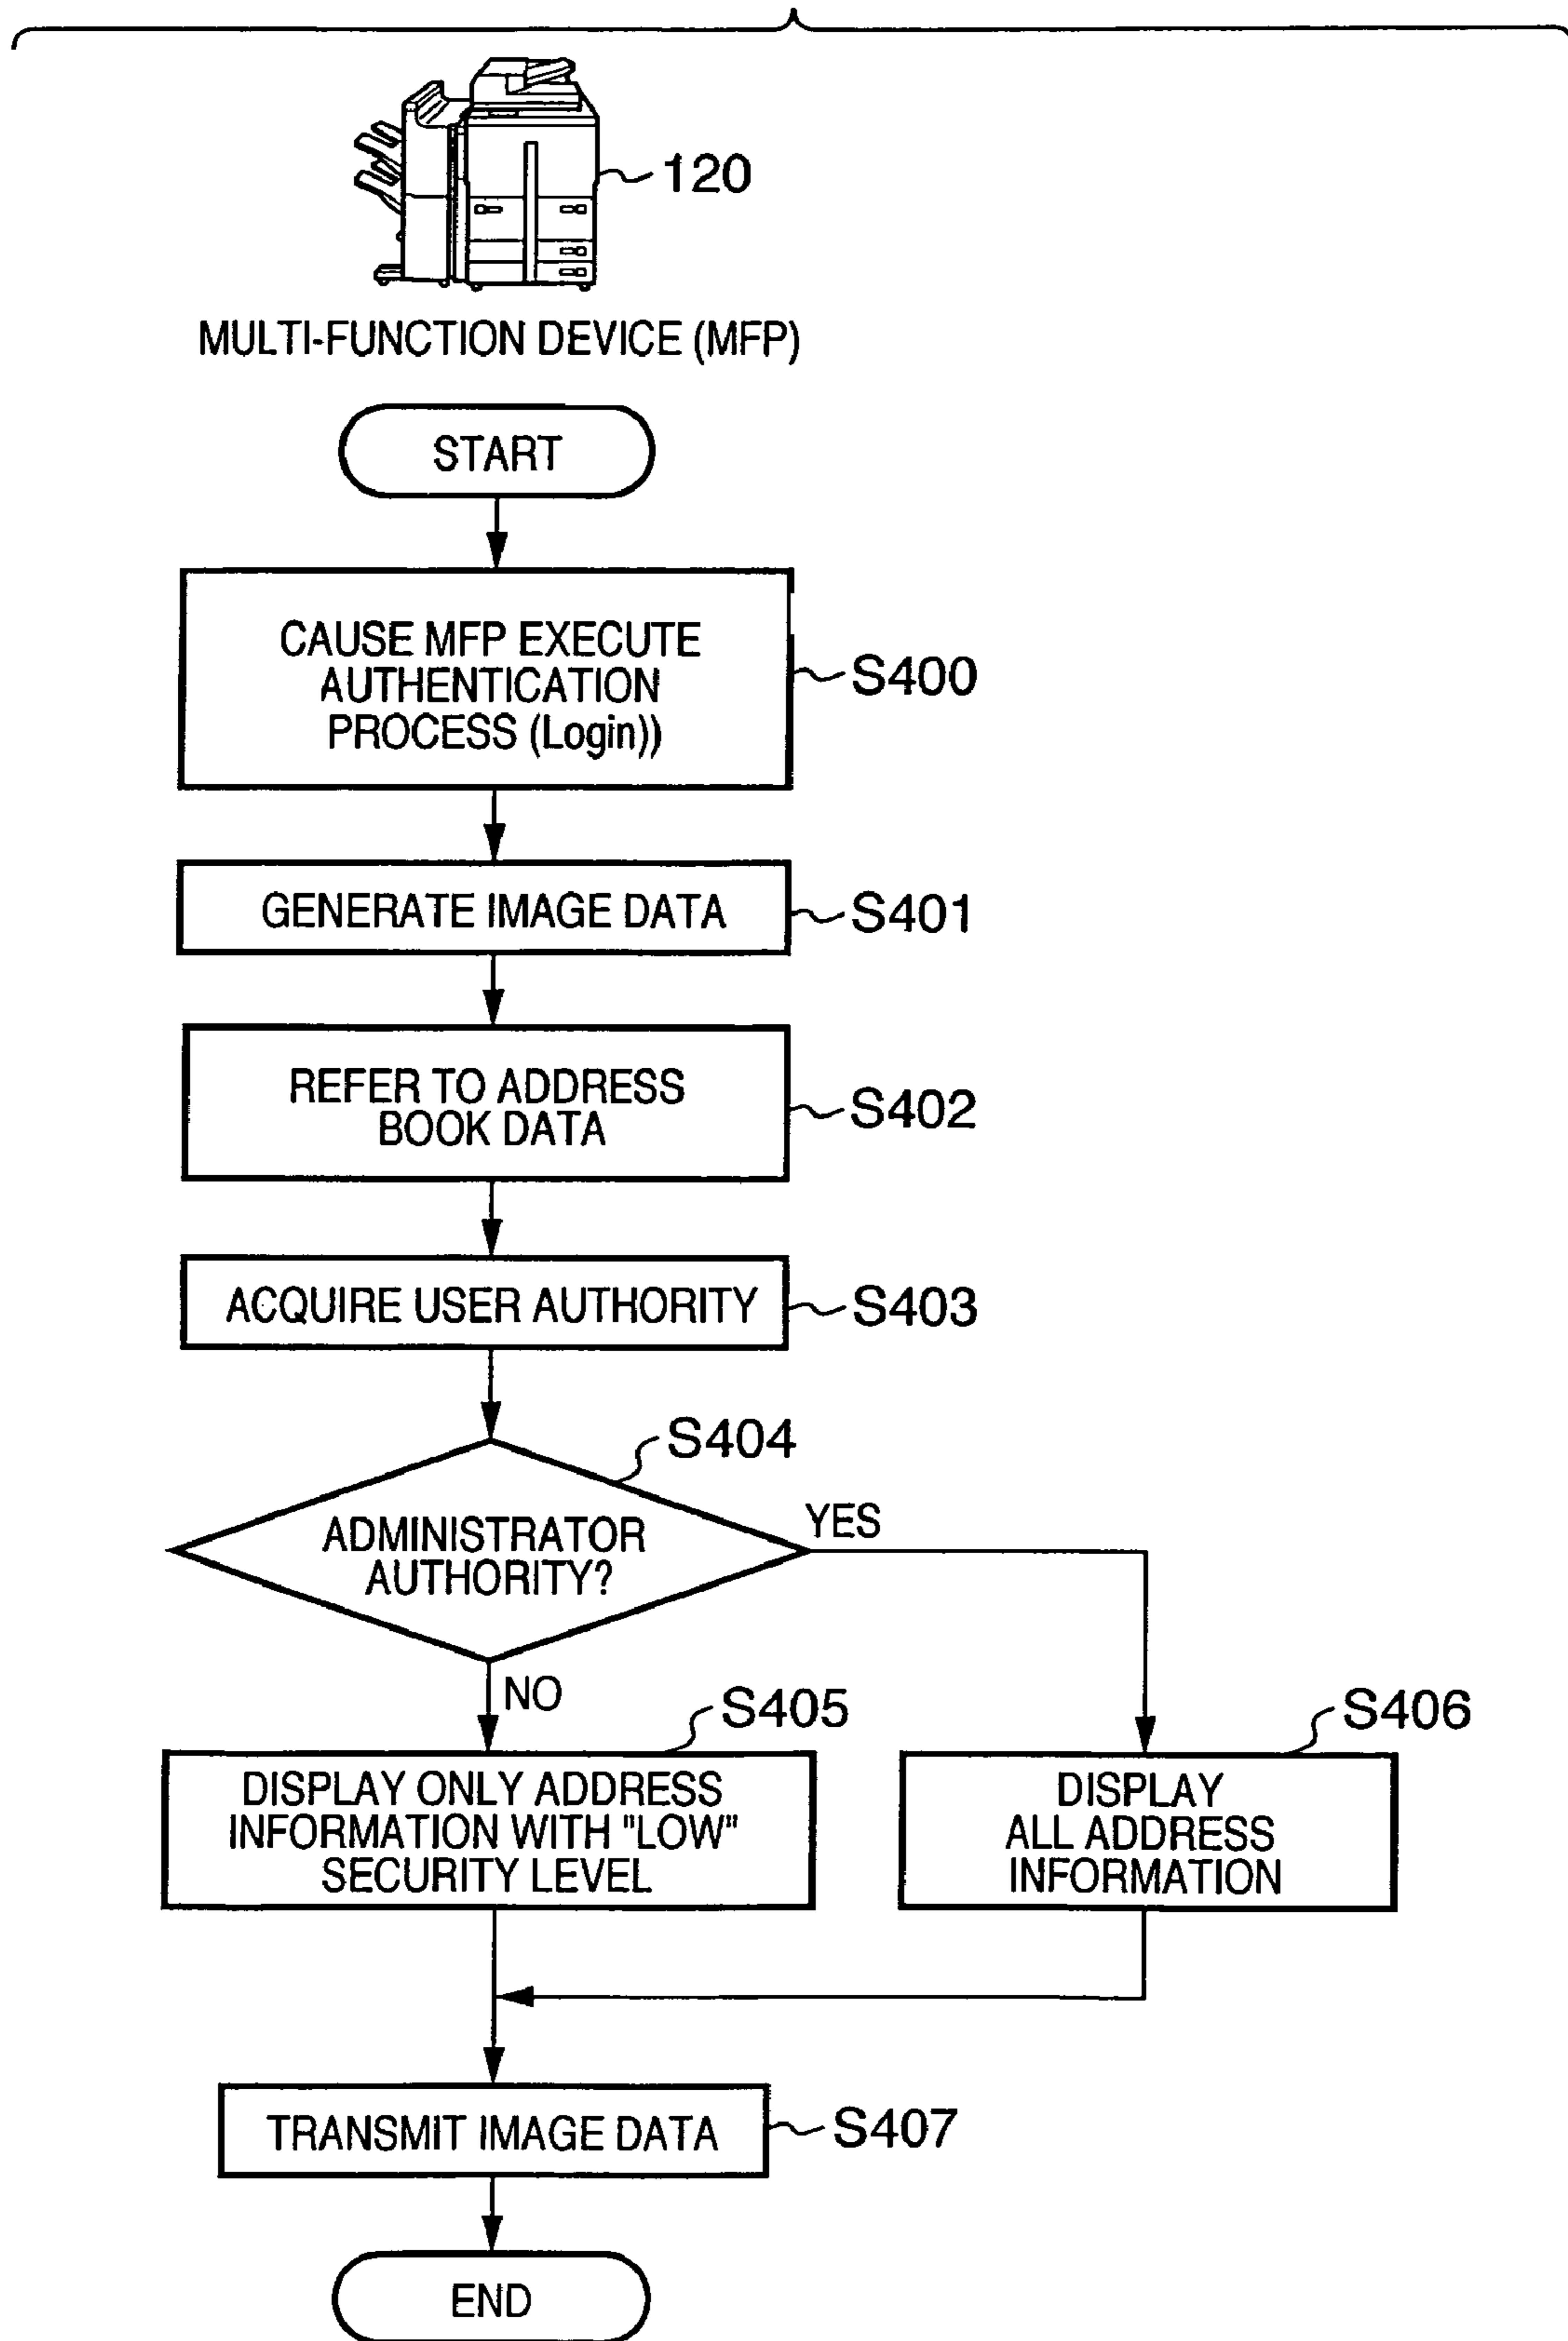 120
MULTI-FUNCTION DEVICE (MFP)
START
CAUSE MFP EXECUTE
AUTHENTICATION
PROCESS (Login))
S400
GENERATE IMAGE DATA
S401
REFER TO ADDRESS
BOOK DATA
S402
ACQUIRE USER AUTHORITY
S403
S404
ADMINISTRATOR
AUTHORITY?
YES
NO
S405
DISPLAY ONLY ADDRESS
INFORMATION WITH "LOW"
SECURITY LEVEL
S406
DISPLAY
ALL ADDRESS
INFORMATION
TRANSMIT IMAGE DATA
S407
END